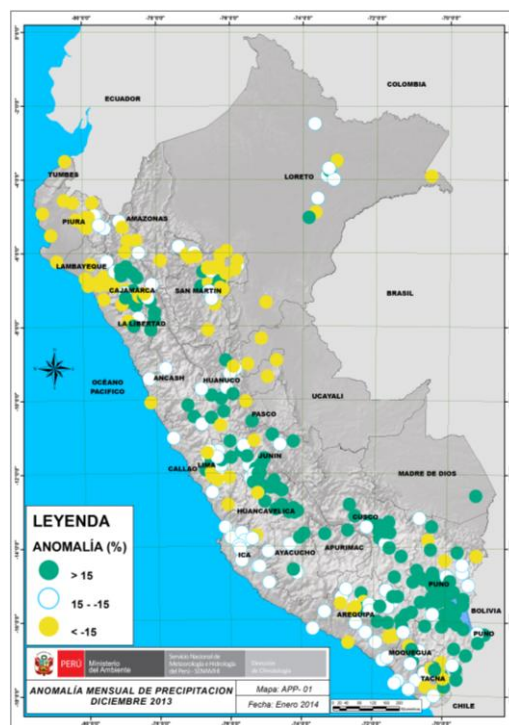 COLOMBIA
ECUADOR
LORETO
TUMBES
PIURA
AMAZONAS
LAMBAYEQUE
CAJAMARCA
SAN MARTIN
BRASIL
LA LIBERTAD
ANCASH
HUANUCO
OCÉANO
PACIFICO
UCAYALI
PASCO
JUNIN
LIMA
CALLAO
MADRE DE DIOS
HUANCAVELICA
CUSCO
ICA
AYACUCHO
APURIMAC
PUNO
AREQUIPA
BOLIVIA
PUNO
MOQUEGUA
TACNA
CHILE
LEYENDA
ANOMALÍA (%)
> 15
15 - -15
< -15
PERÚ
Ministerio
del Ambiente
Servicio Nacional de
Meteorología e Hidrología
del Perú - SENAMHI
Dirección
de Climatología
ANOMALÍA MENSUAL DE PRECIPITACION
DICIEMBRE 2013
Mapa: APP- 01
Fecha: Enero 2014